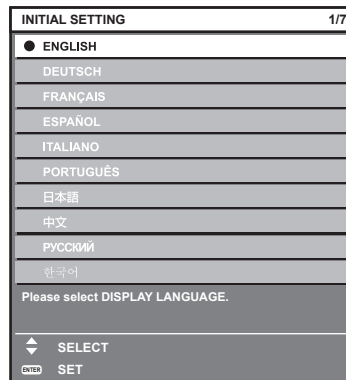 INITIAL SETTING 1/7
ENGLISH
DEUTSCH
FRANÇAIS
ESPAÑOL
ITALIANO
PORTUGUÊS
日本語
中文
РУССКИЙ
한국어
Please select DISPLAY LANGUAGE.
SELECT
ENTER SET